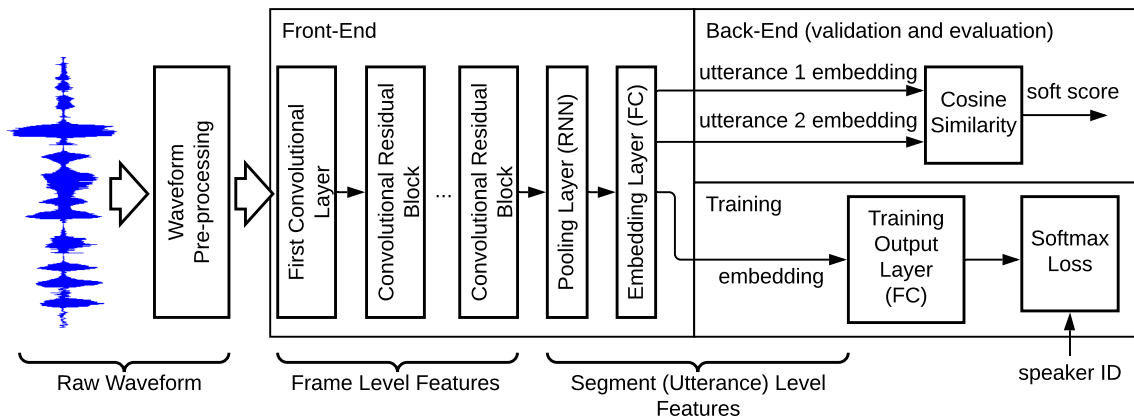 Front-End
Back-End (validation and evaluation)
Waveform
Pre-processing
First Convolutional
Layer
Convolutional Residual
Block
...
Convolutional Residual
Block
Pooling Layer (RNN)
Embedding Layer (FC)
utterance 1 embedding
utterance 2 embedding
Cosine
Similarity
soft score
Training
embedding
Training
Output
Layer
(FC)
Softmax
Loss
speaker ID
Raw Waveform
Frame Level Features
Segment (Utterance) Level
Features